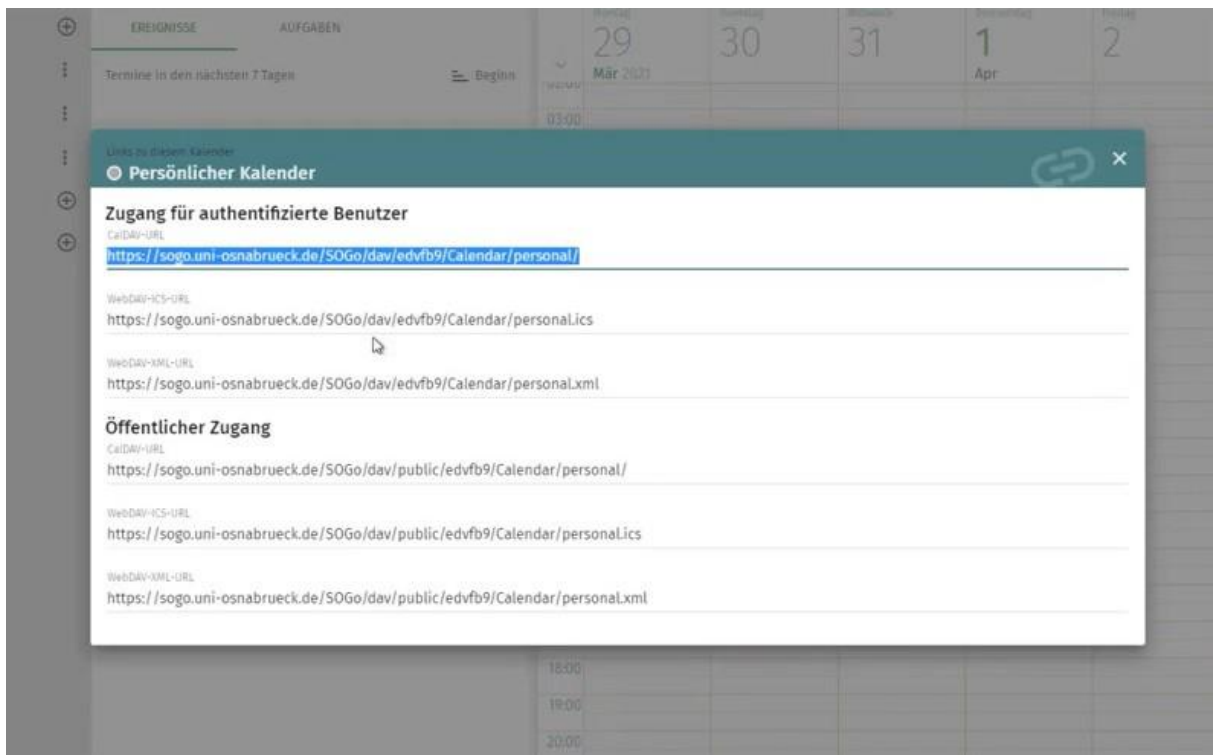 EREIGNISSE
AUFGABEN
Termine in den nächsten 7 Tagen
Beginn
Montag
29
Mär 2021
Dienstag
30
Mittwoch
31
Donnerstag
1
Apr
Freitag
2
03:00
Links zu diesem Kalender
Persönlicher Kalender
Zugang für authentifizierte Benutzer
CalDAV-URL
https://sogo.uni-osnabrueck.de/SOGo/dav/edvfb9/Calendar/personal/
WebDAV-ICS-URL
https://sogo.uni-osnabrueck.de/SOGo/dav/edvfb9/Calendar/personal.ics
WebDAV-XML-URL
https://sogo.uni-osnabrueck.de/SOGo/dav/edvfb9/Calendar/personal.xml
Öffentlicher Zugang
CalDAV-URL
https://sogo.uni-osnabrueck.de/SOGo/dav/public/edvfb9/Calendar/personal/
WebDAV-ICS-URL
https://sogo.uni-osnabrueck.de/SOGo/dav/public/edvfb9/Calendar/personal.ics
WebDAV-XML-URL
https://sogo.uni-osnabrueck.de/SOGo/dav/public/edvfb9/Calendar/personal.xml
18:00
19:00
20:00